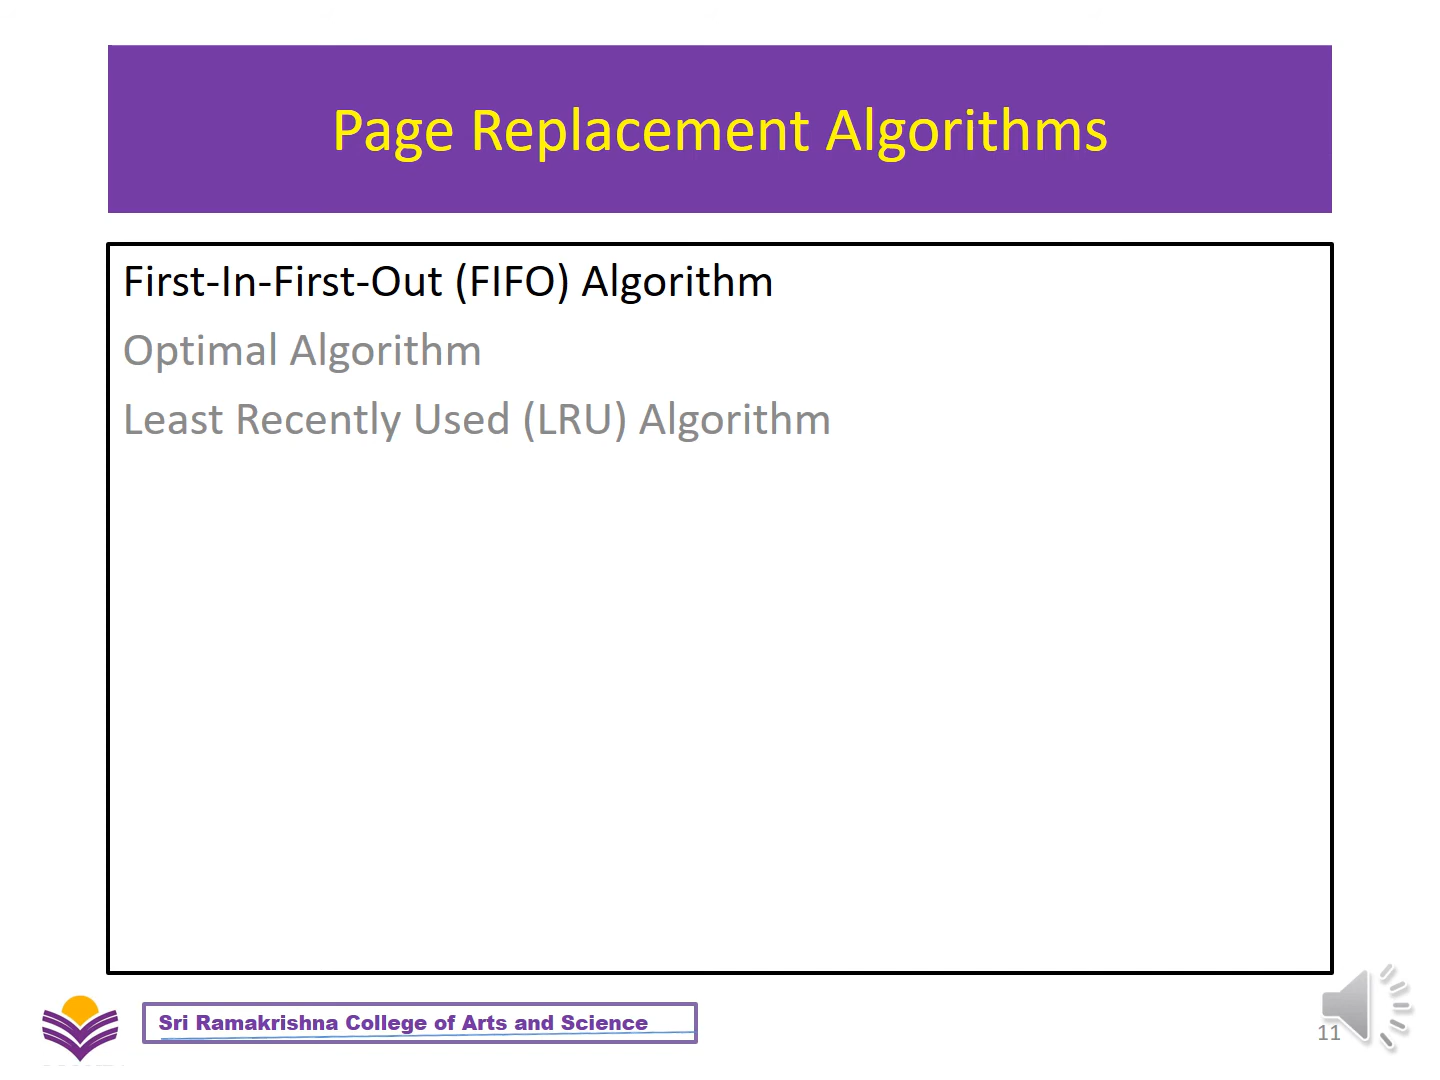 Page Replacement Algorithms
First-In-First-Out (FIFO) Algorithm
Optimal Algorithm
Least Recently Used (LRU) Algorithm
Sri Ramakrishna College of Arts and Science
11